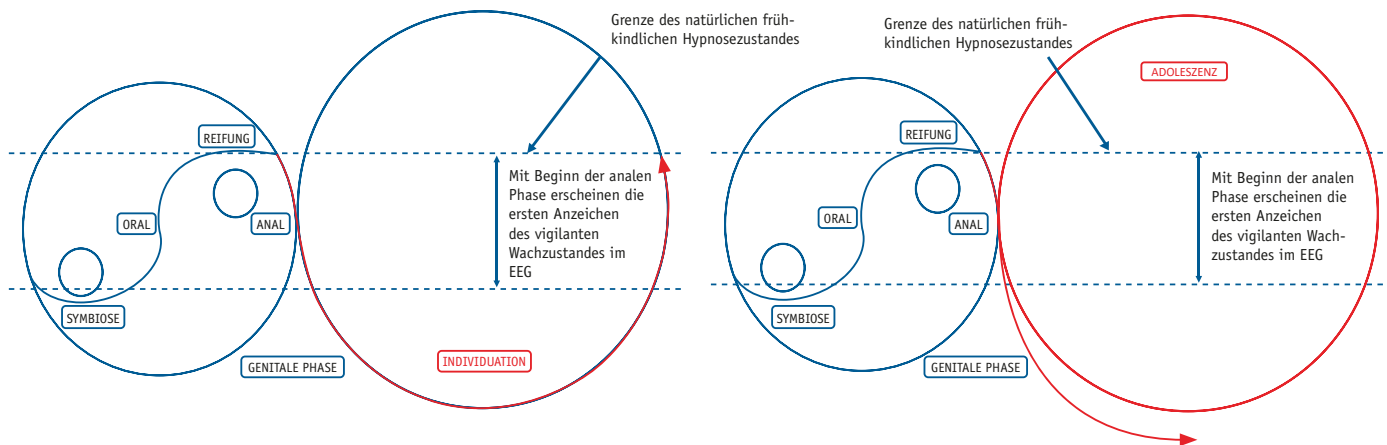 Grenze des natürlichen früh-
kindlichen Hypnosezustandes
REIFUNG
ORAL
ANAL
SYMBIOSE
GENITALE PHASE
Mit Beginn der analen
Phase erscheinen die
ersten Anzeichen
des vigilanten
Wachzustandes im
EEG
INDIVIDUATION
Grenze des natürlichen früh-
kindlichen Hypnosezustandes
ADOLESZENZ
REIFUNG
ORAL
ANAL
SYMBIOSE
GENITALE PHASE
Mit Beginn der analen
Phase erscheinen die
ersten Anzeichen
des vigilanten Wach-
zustandes im EEG